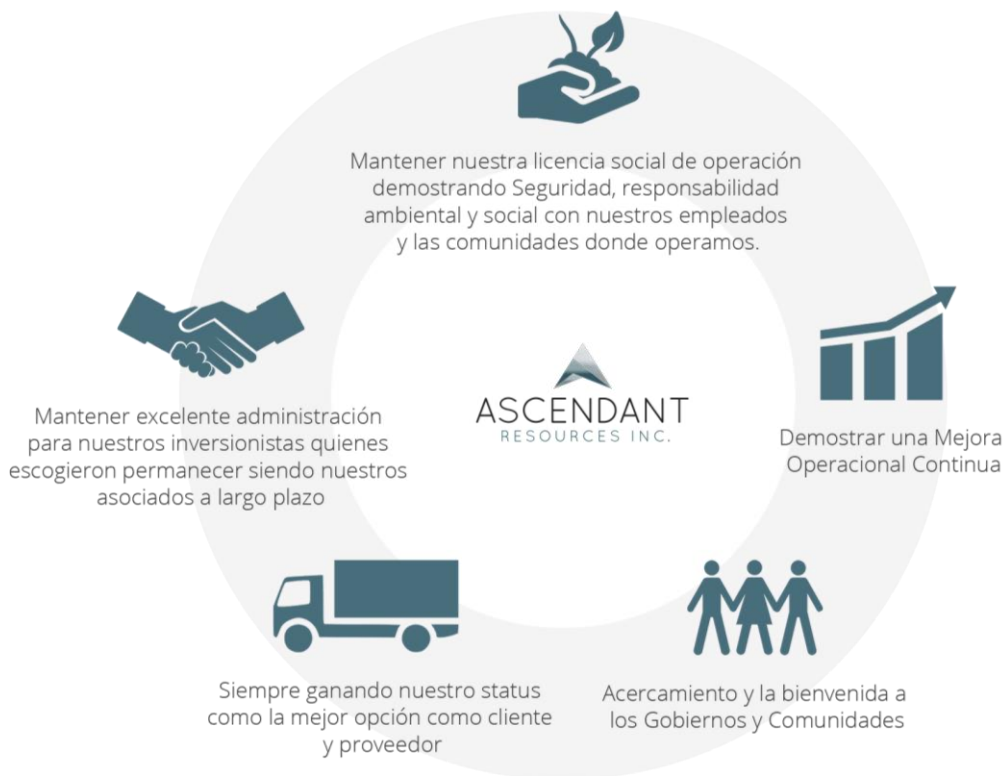 Mantener nuestra licencia social de operación
demostrando Seguridad, responsabilidad
ambiental y social con nuestros empleados
y las comunidades donde operamos.
Mantener excelente administración
para nuestros inversionistas quienes
escogieron permanecer siendo nuestros
asociados a largo plazo
ASCENDANT
RESOURCES INC.
Demostrar una Mejora
Operacional Continua
Siempre ganando nuestro status
como la mejor opción como cliente
y proveedor
Acercamiento y la bienvenida a
los Gobiernos y Comunidades